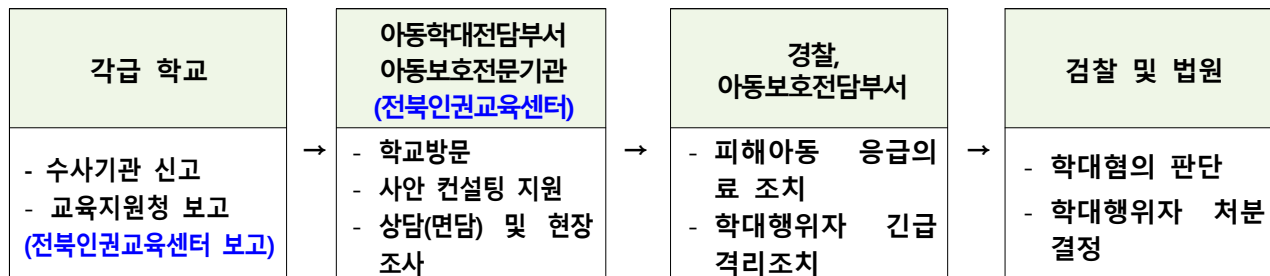 각급 학교
- 수사기관 신고
- 교육지원청 보고
(전북인권교육센터 보고)
→
아동학대전담부서
아동보호전문기관
(전북인권교육센터)
- 학교방문
- 사안 컨설팅 지원
- 상담(면담) 및 현장
조사
→
경찰,
아동보호전담부서
- 피해아동 응급의
료 조치
- 학대행위자 긴급
격리조치
→
검찰 및 법원
- 학대혐의 판단
- 학대행위자 처분
결정